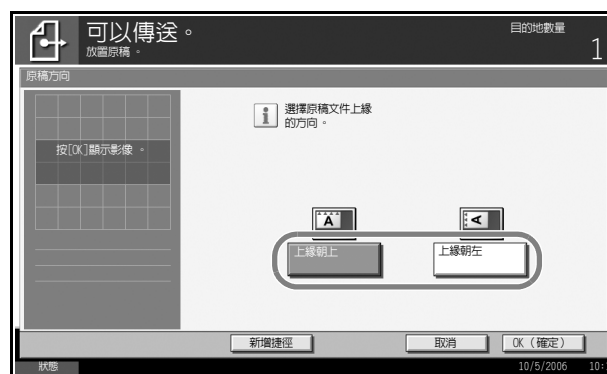 可以傳送。
放置原稿。
目的地數量
1
原稿方向
按[OK]顯示影像。
選擇原稿文件上緣
的方向。
A
A
上緣朝上
上緣朝左
新增捷徑
取消
OK（確定）
狀態
10/5/2006
10: